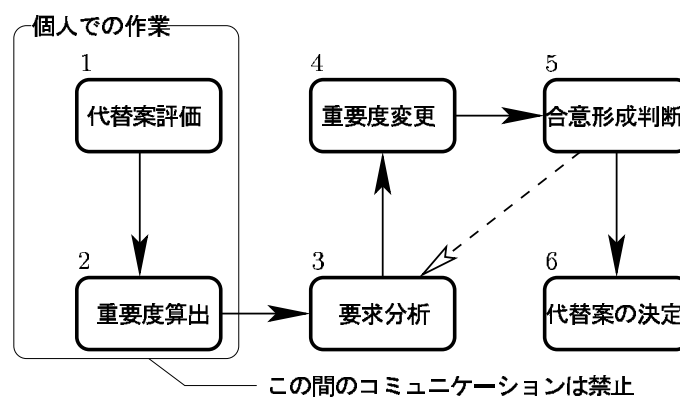 個人での作業
1
代替案評価
2
重要度算出
3
要求分析
4
重要度変更
5
合意形成判断
6
代替案の決定
この間のコミュニケーションは禁止